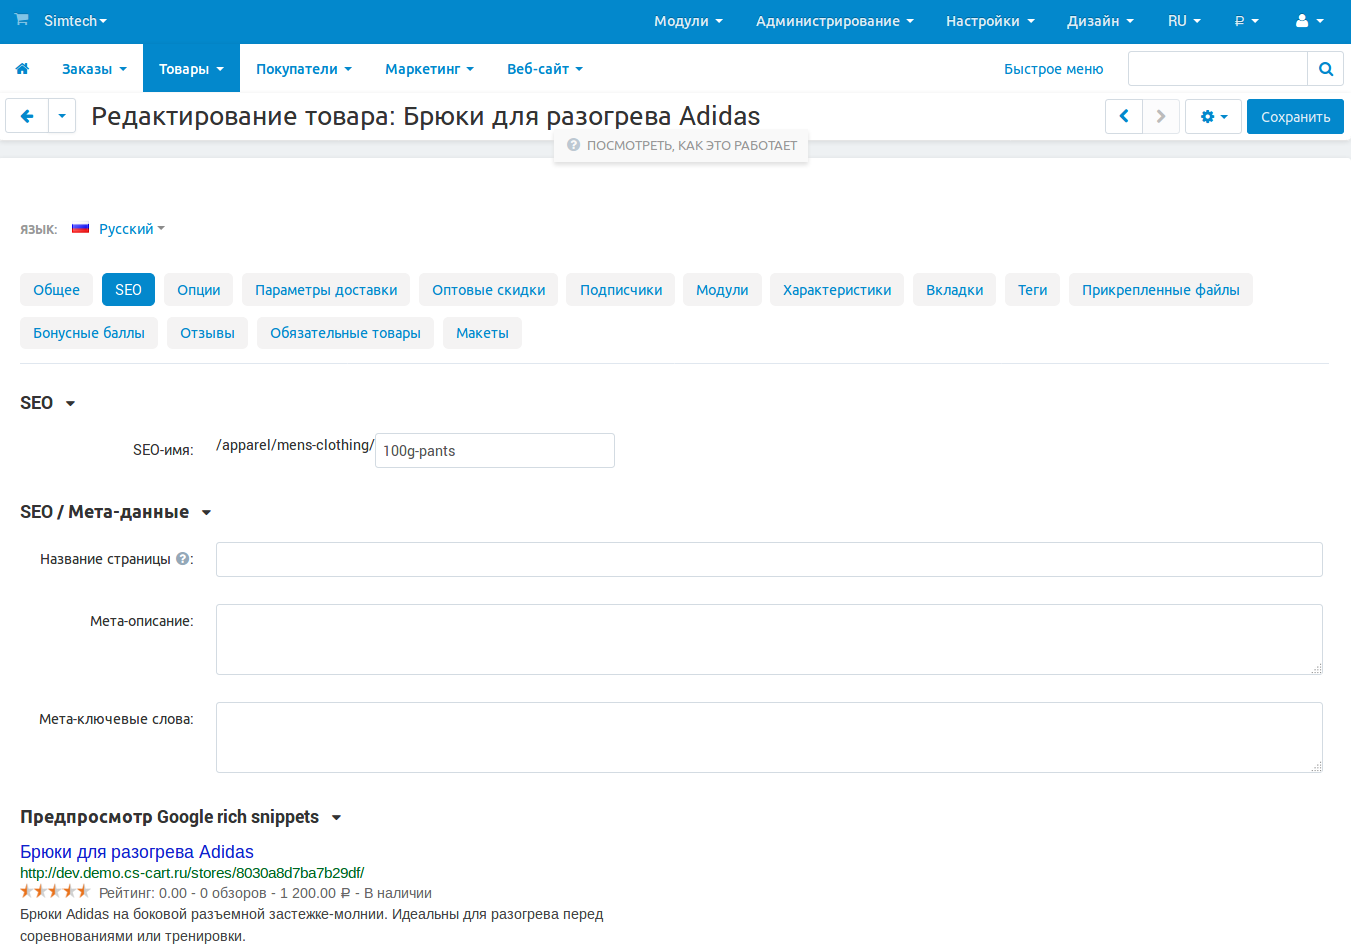 Simtech Модули Администрирование Настройки Дизайн RU ₽
Заказы Товары Покупатели Маркетинг Веб-сайт Быстрое меню
Редактирование товара: Брюки для разогрева Adidas Сохранить
ПОСМОТРЕТЬ, КАК ЭТО РАБОТАЕТ
ЯЗЫК: Русский
Общее SEO Опции Параметры доставки Оптовые скидки Подписчики Модули Характеристики Вкладки Теги Прикрепленные файлы
Бонусные баллы Отзывы Обязательные товары Макеты
SEO
SEO-имя: /apparel/mens-clothing/ 100g-pants
SEO / Мета-данные
Название страницы ?:
Мета-описание:
Мета-ключевые слова:
Предпросмотр Google rich snippets
Брюки для разогрева Adidas
http://dev.demo.cs-cart.ru/stores/8030a8d7ba7b29df/
Рейтинг: 0.00 - 0 обзоров - 1 200.00 ₽ - В наличии
Брюки Adidas на боковой разъемной застежке-молнии. Идеальны для разогрева перед
соревнованиями или тренировки.